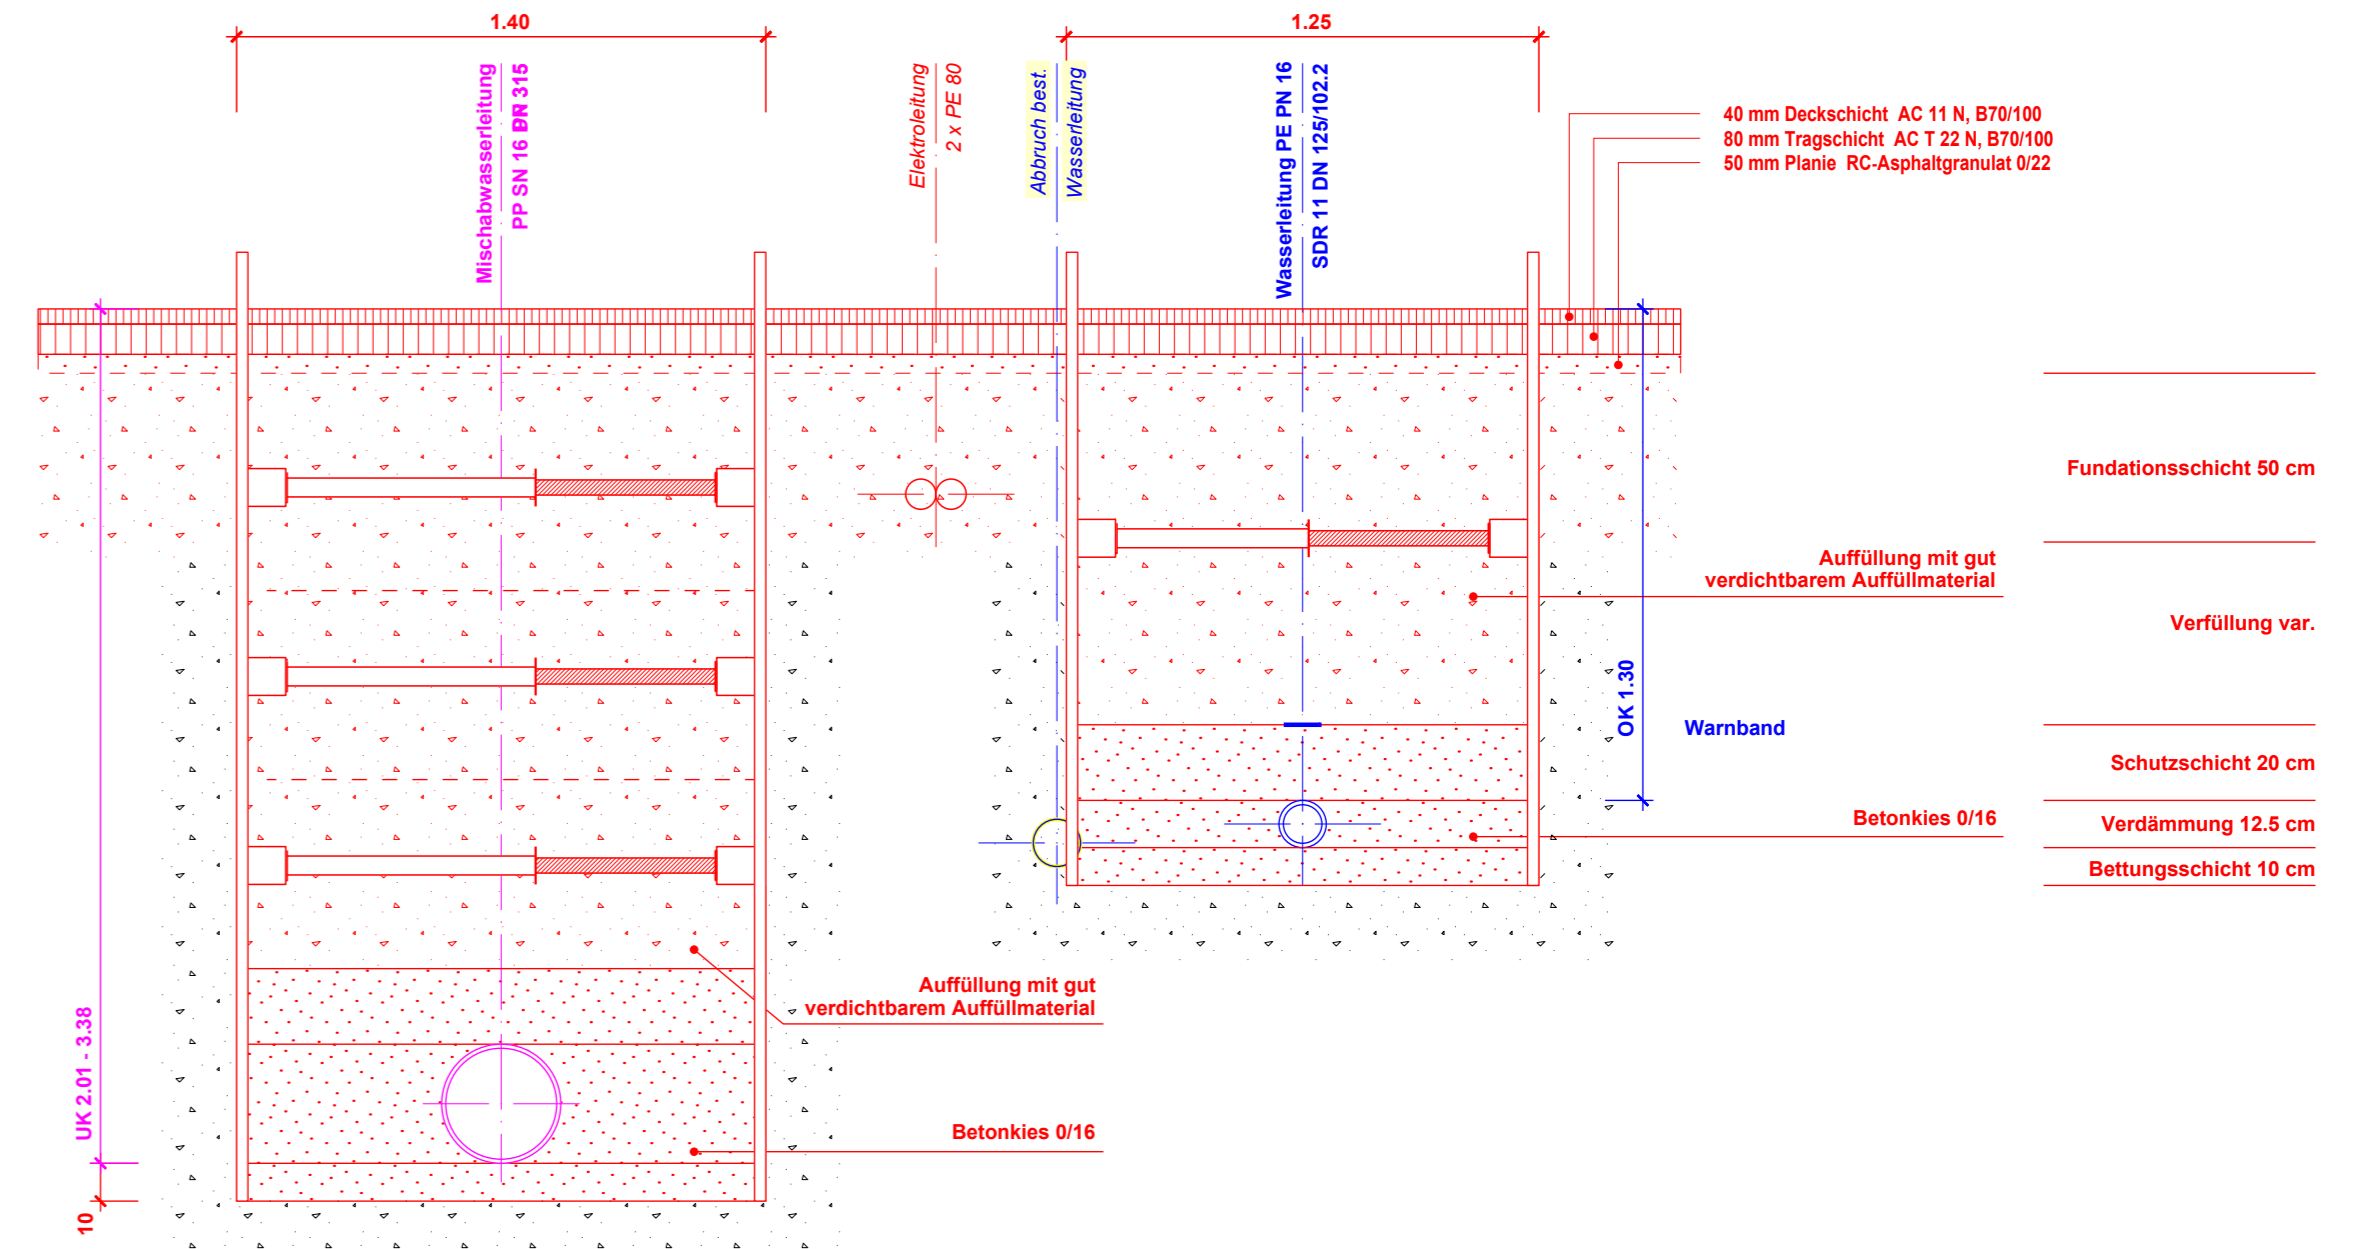 1.40
1.25
Mischabwasserleitung
PP SN 16 DN 315
Elektroleitung
2 x PE 80
Abbruch best.
Wasserleitung
Wasserleitung PE PN 16
SDR 11 DN 125/102.2
40 mm Deckschicht AC 11 N, B70/100
80 mm Tragschicht AC T 22 N, B70/100
50 mm Planie RC-Asphaltgranulat 0/22
Fundationsschicht 50 cm
Auffüllung mit gut
verdichtbarem Auffüllmaterial
Verfüllung var.
OK 1.30
Warnband
Schutzschicht 20 cm
Betonkies 0/16
Verdämmung 12.5 cm
Bettungsschicht 10 cm
Auffüllung mit gut
verdichtbarem Auffüllmaterial
UK 2.01 - 3.38
Betonkies 0/16
10